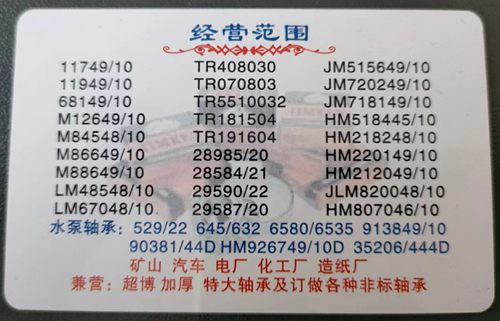 经营范围
11749/10 TR408030 JM515649/10
11949/10 TR070803 JM720249/10
68149/10 TR5510032 JM718149/10
M12649/10 TR181504 HM518445/10
M84548/10 TR191604 HM218248/10
M86649/10 28985/20 HM220149/10
M88649/10 28584/21 HM212049/10
LM48548/10 29590/22 JLM820048/10
LM67048/10 29587/20 HM807046/10
水泵轴承: 529/22 645/632 6580/6535 913849/10
90381/44D HM926749/10D 35206/444D
矿山 汽车 电厂 化工厂 造纸厂
兼营: 超博加厚 特大轴承及订做各种非标轴承